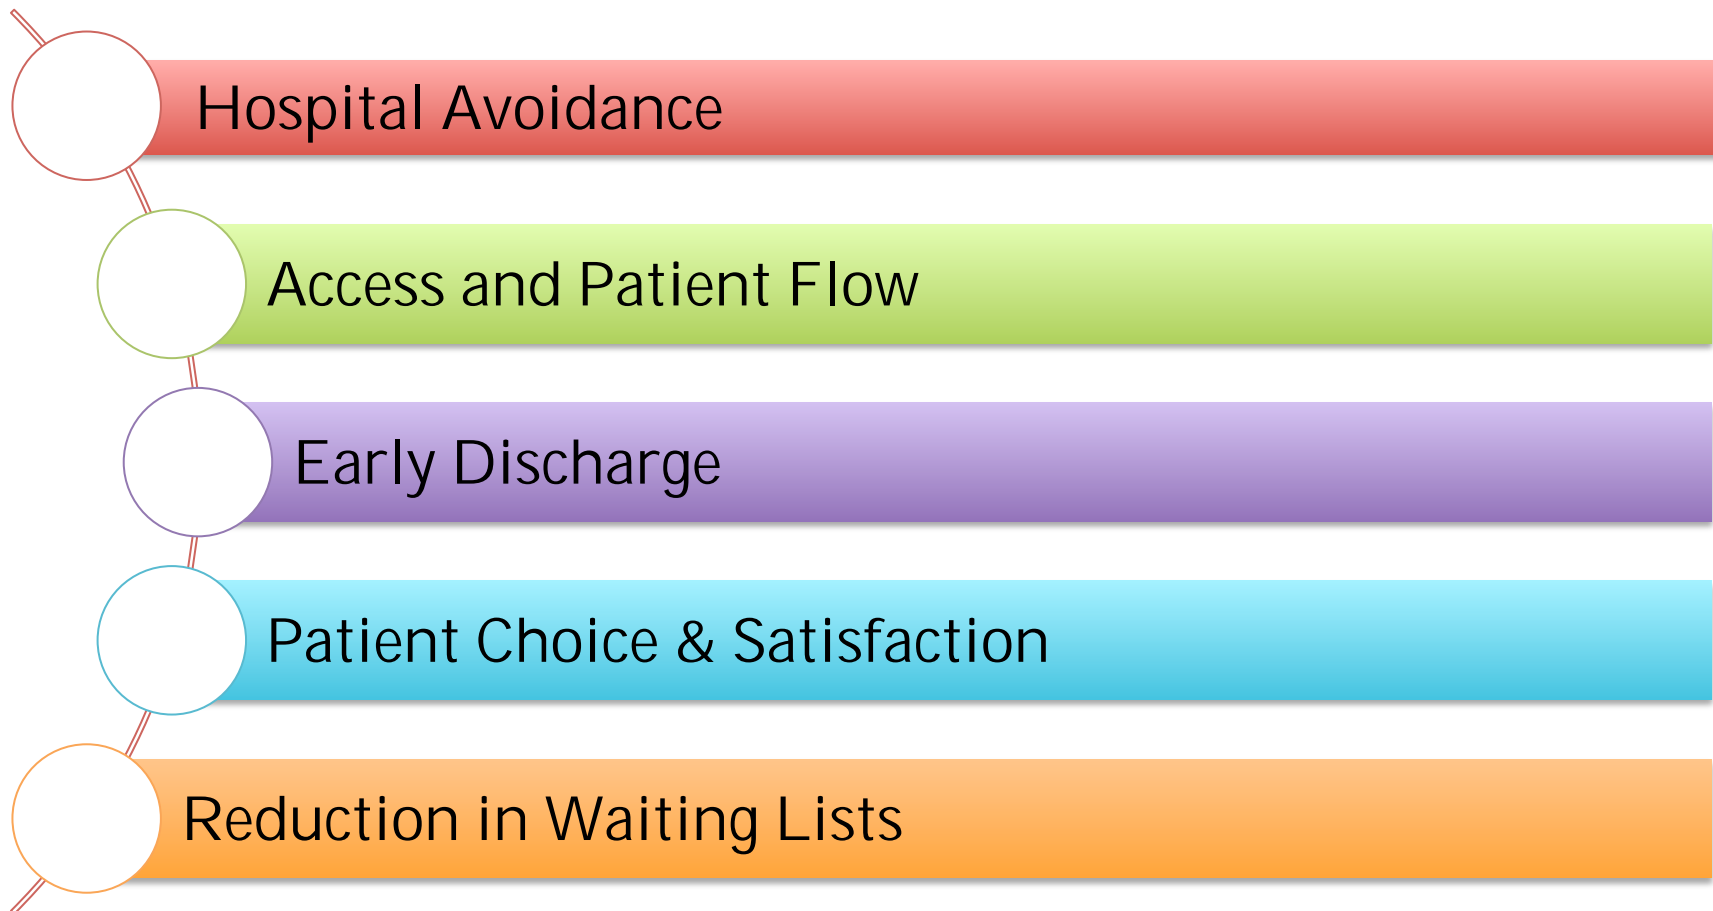 Hospital Avoidance
Access and Patient Flow
Early Discharge
Patient Choice & Satisfaction
Reduction in Waiting Lists